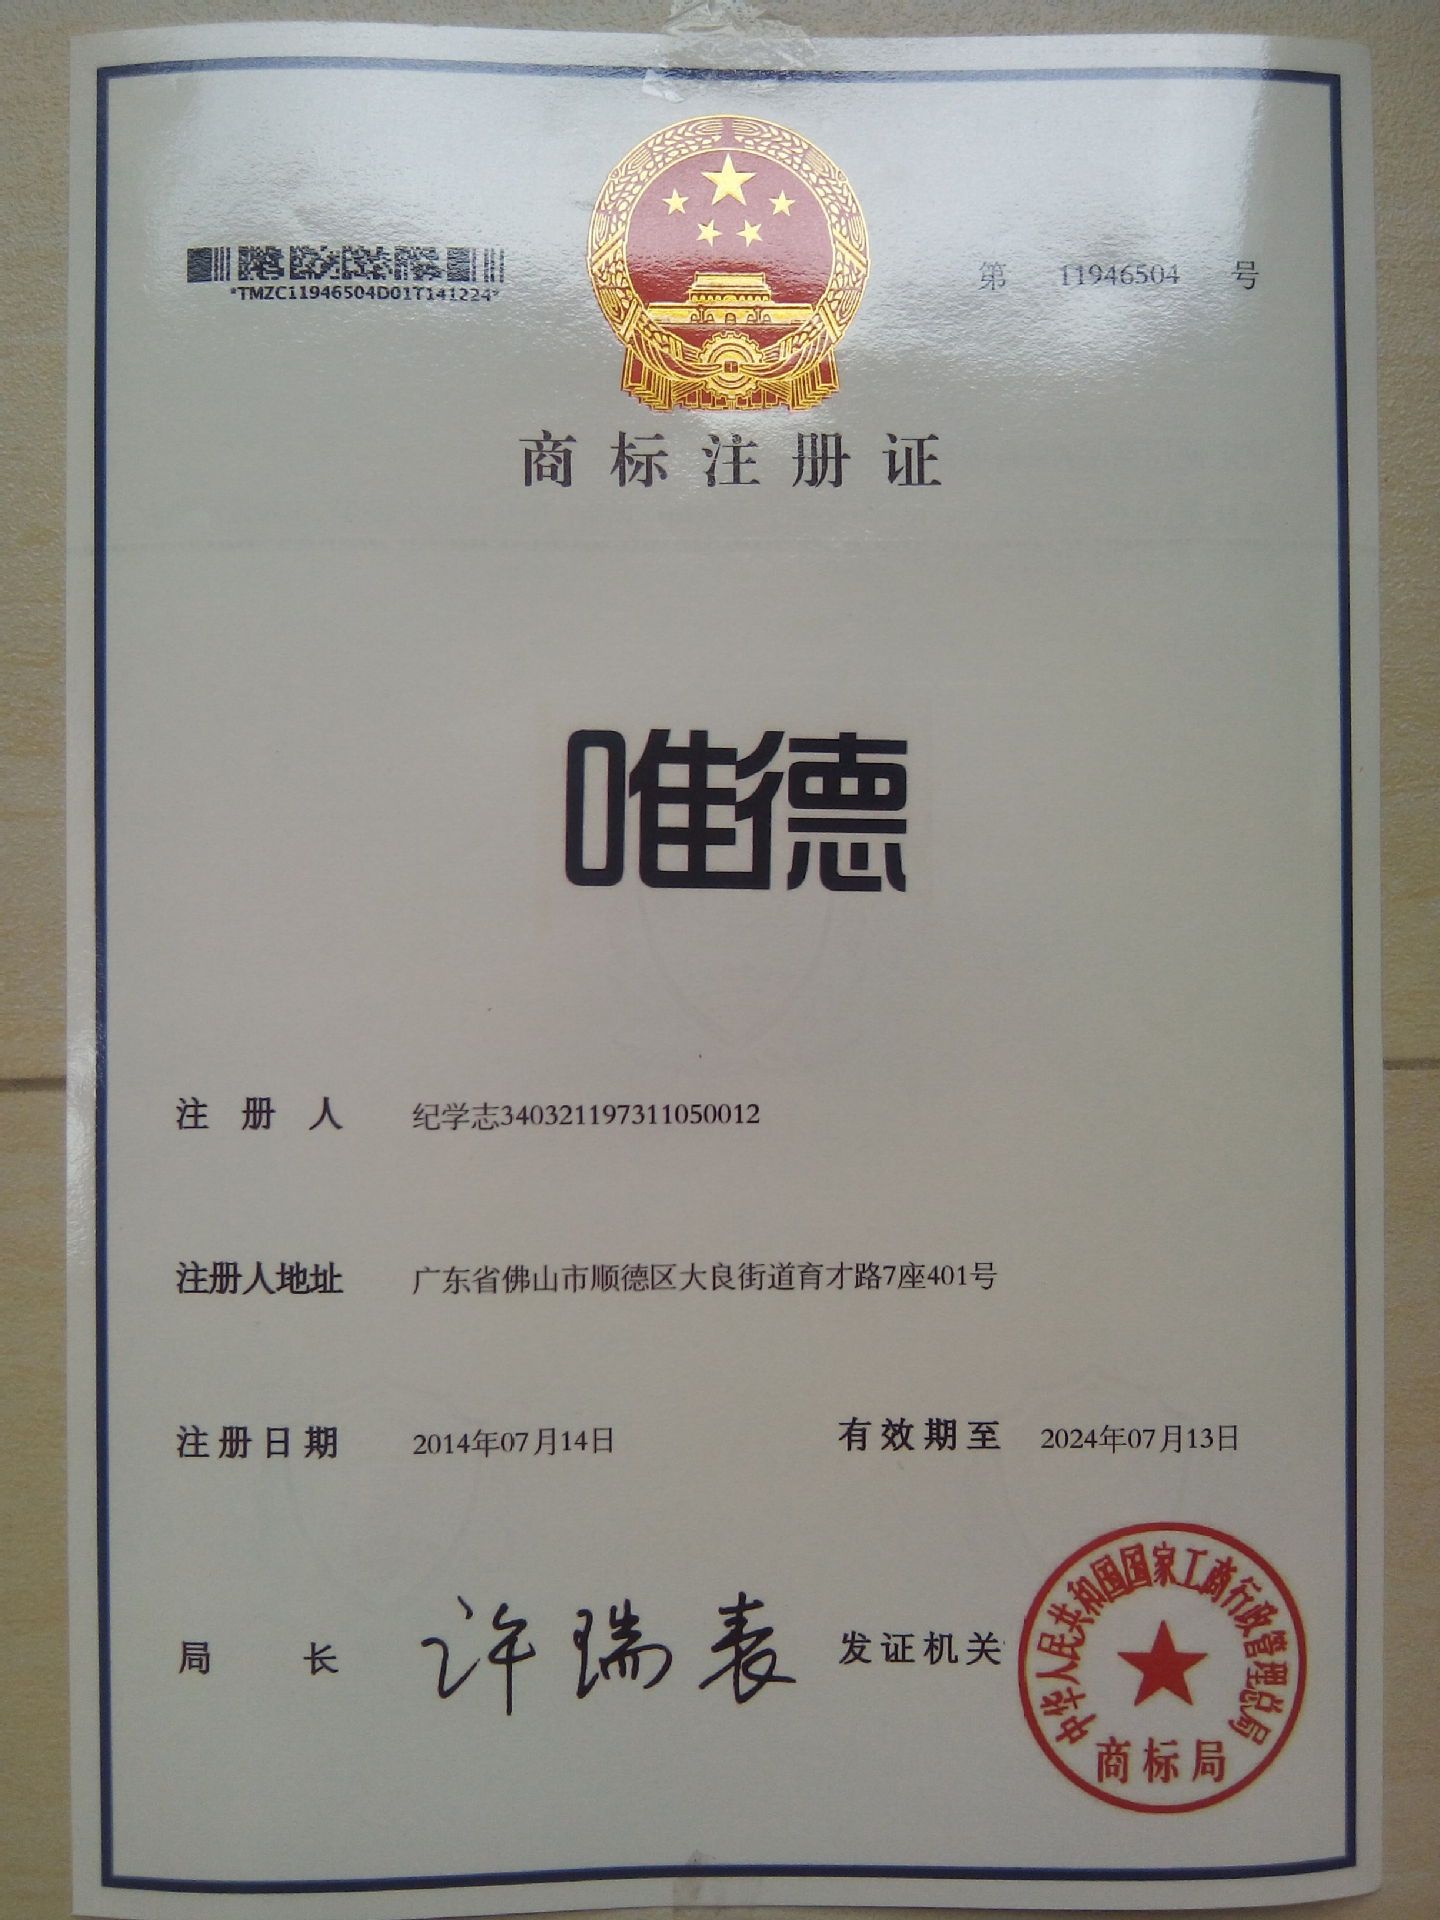 *TMZC11946504D01T141224*
第 11946504 号
商标注册证
唯德
注册人 纪学志340321197311050012
注册人地址 广东省佛山市顺德区大良街道育才路7座401号
注册日期 2014年07月14日 有效期至 2024年07月13日
局长 许瑞表 发证机关
中华人民共和国国家工商行政管理总局
商标局